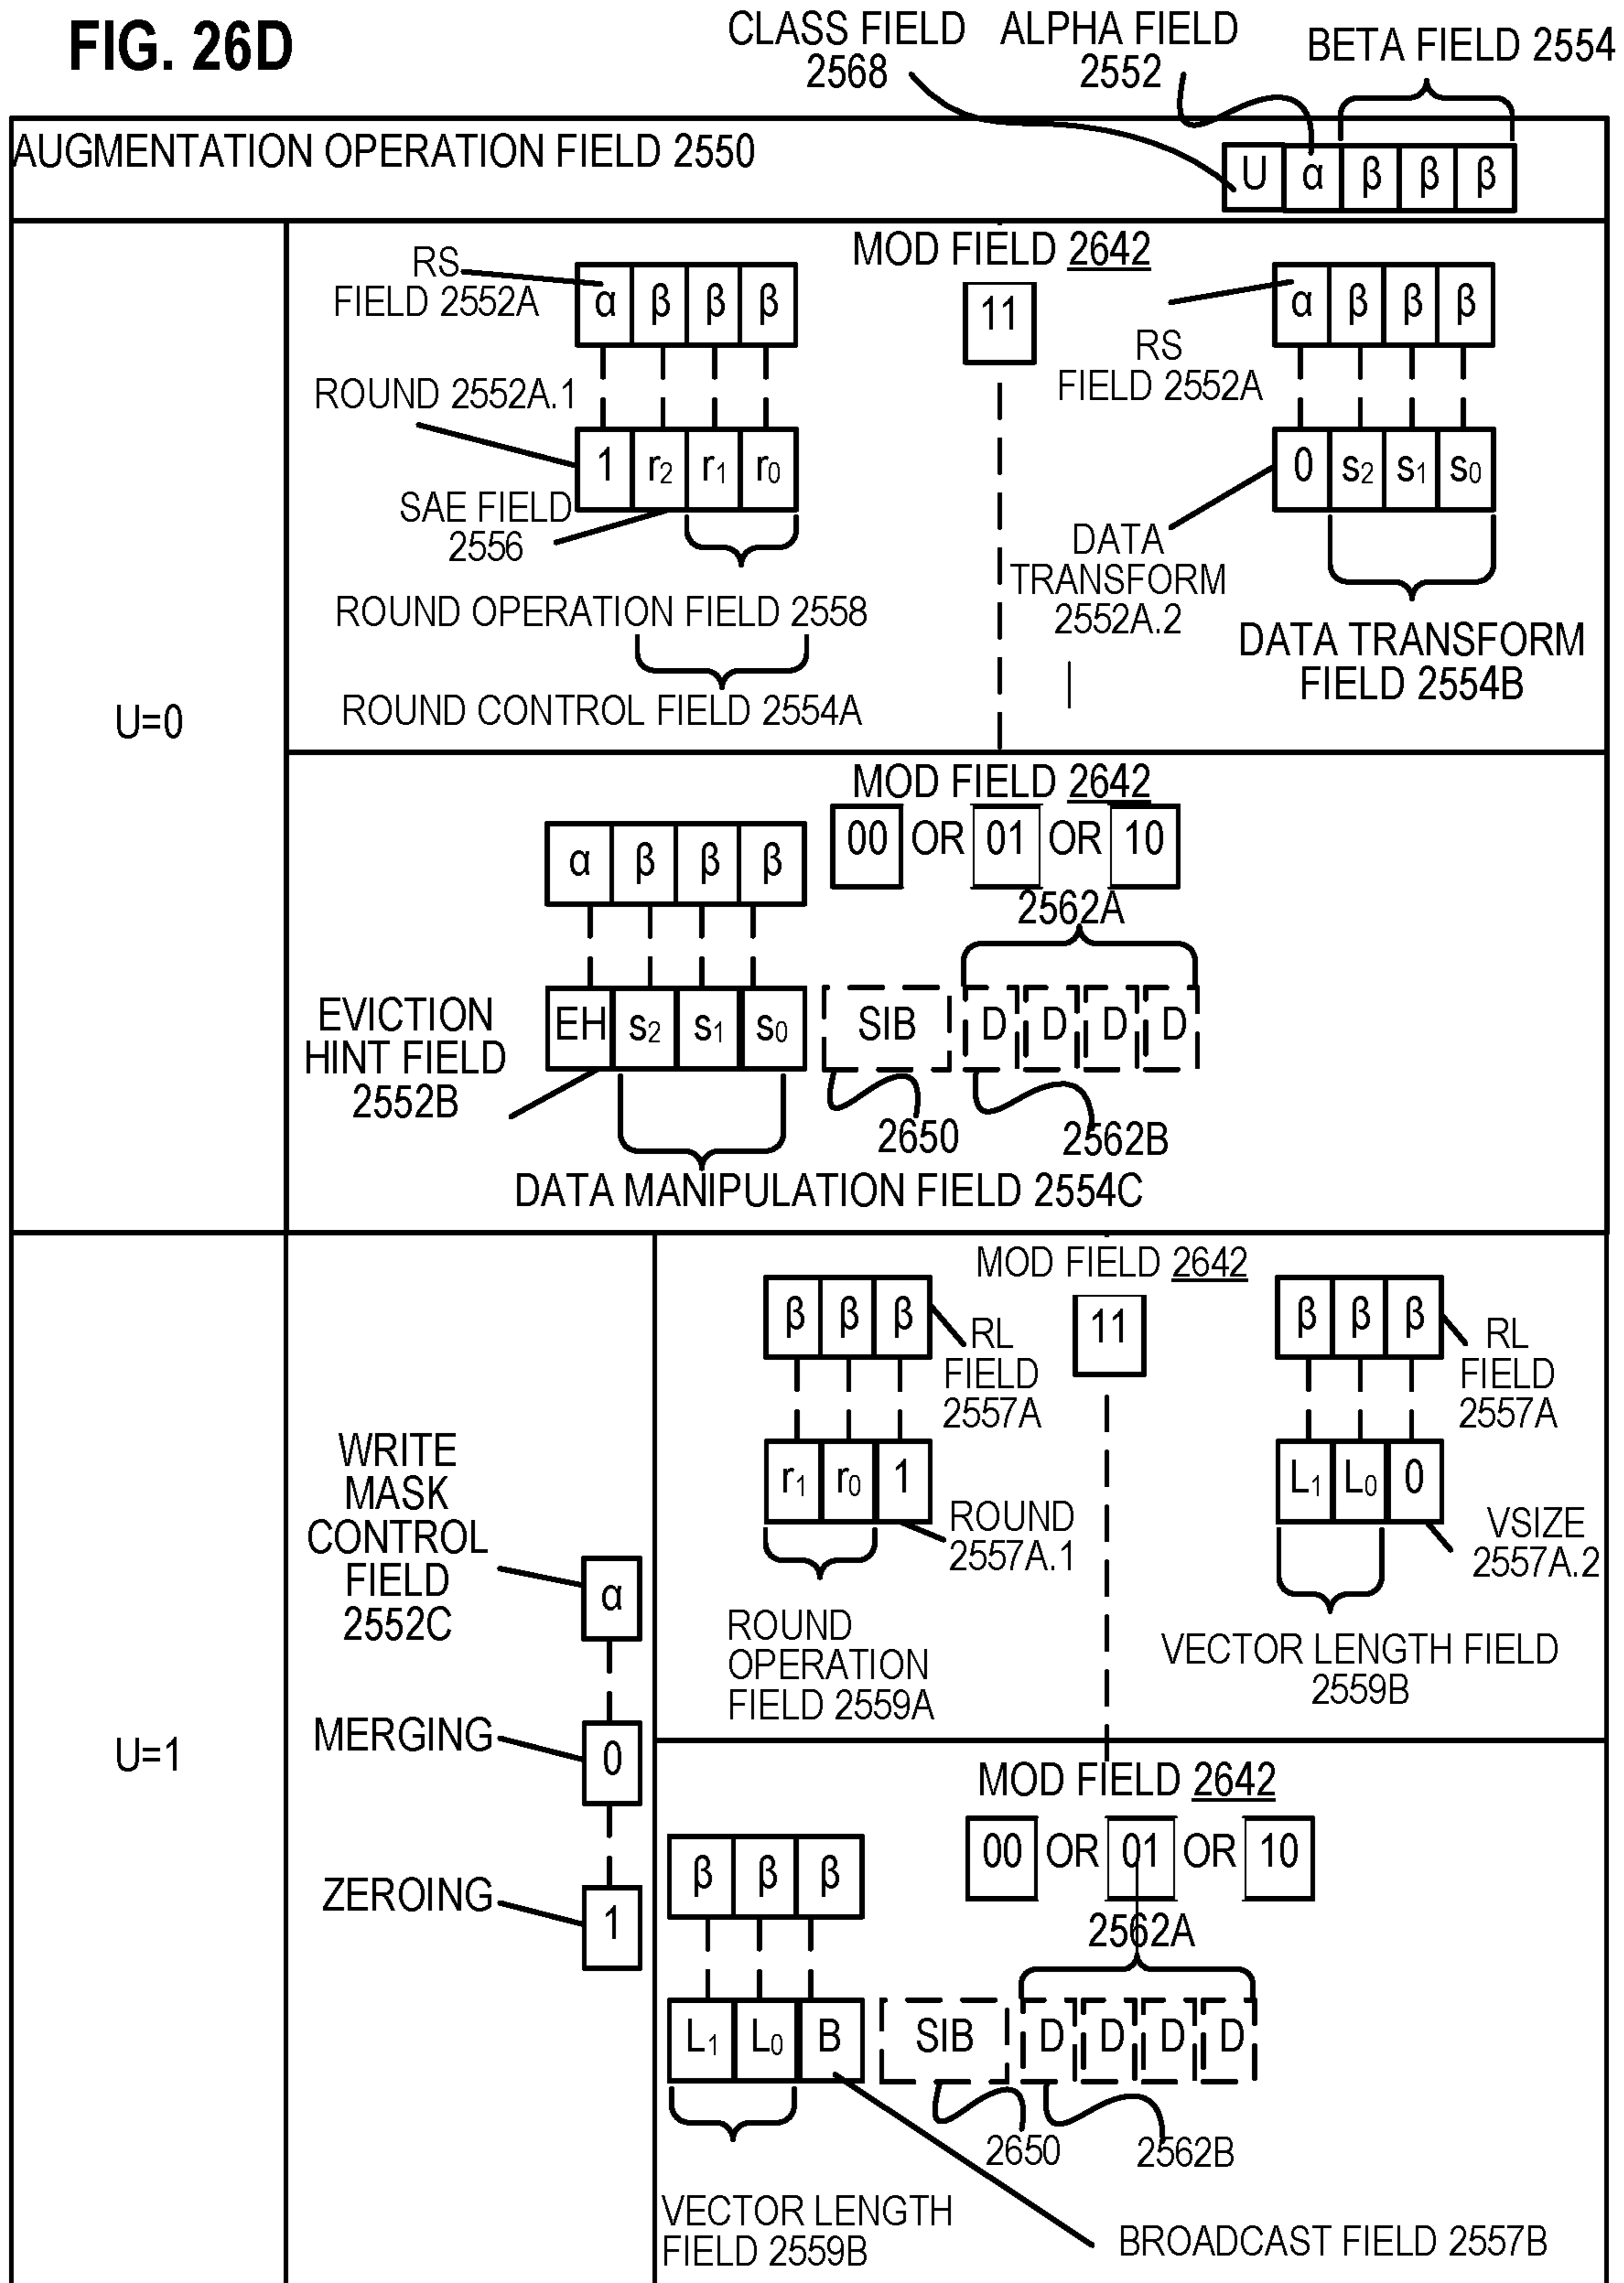 FIG. 26D
CLASS FIELD
2568
ALPHA FIELD
2552
BETA FIELD 2554
AUGMENTATION OPERATION FIELD 2550
U α β β β
U=0
MOD FIELD 2642
11
RS
FIELD 2552A
α β β β
ROUND 2552A.1
1 r2 r1 r0
SAE FIELD
2556
ROUND OPERATION FIELD 2558
ROUND CONTROL FIELD 2554A
α β β β
RS
FIELD 2552A
0 s2 s1 s0
DATA
TRANSFORM
2552A.2
DATA TRANSFORM
FIELD 2554B
MOD FIELD 2642
00 OR 01 OR 10
α β β β
2562A
EVICTION
HINT FIELD
2552B
EH s2 s1 s0 SIB D D D D
2650
2562B
DATA MANIPULATION FIELD 2554C
U=1
WRITE
MASK
CONTROL
FIELD
2552C
α
MERGING
0
ZEROING
1
MOD FIELD 2642
11
β β β
RL
FIELD
2557A
r1 r0 1
ROUND
2557A.1
ROUND
OPERATION
FIELD 2559A
β β β
RL
FIELD
2557A
L1 L0 0
VSIZE
2557A.2
VECTOR LENGTH FIELD
2559B
MOD FIELD 2642
00 OR 01 OR 10
β β β
2562A
L1 L0 B SIB D D D D
2650
2562B
VECTOR LENGTH
FIELD 2559B
BROADCAST FIELD 2557B